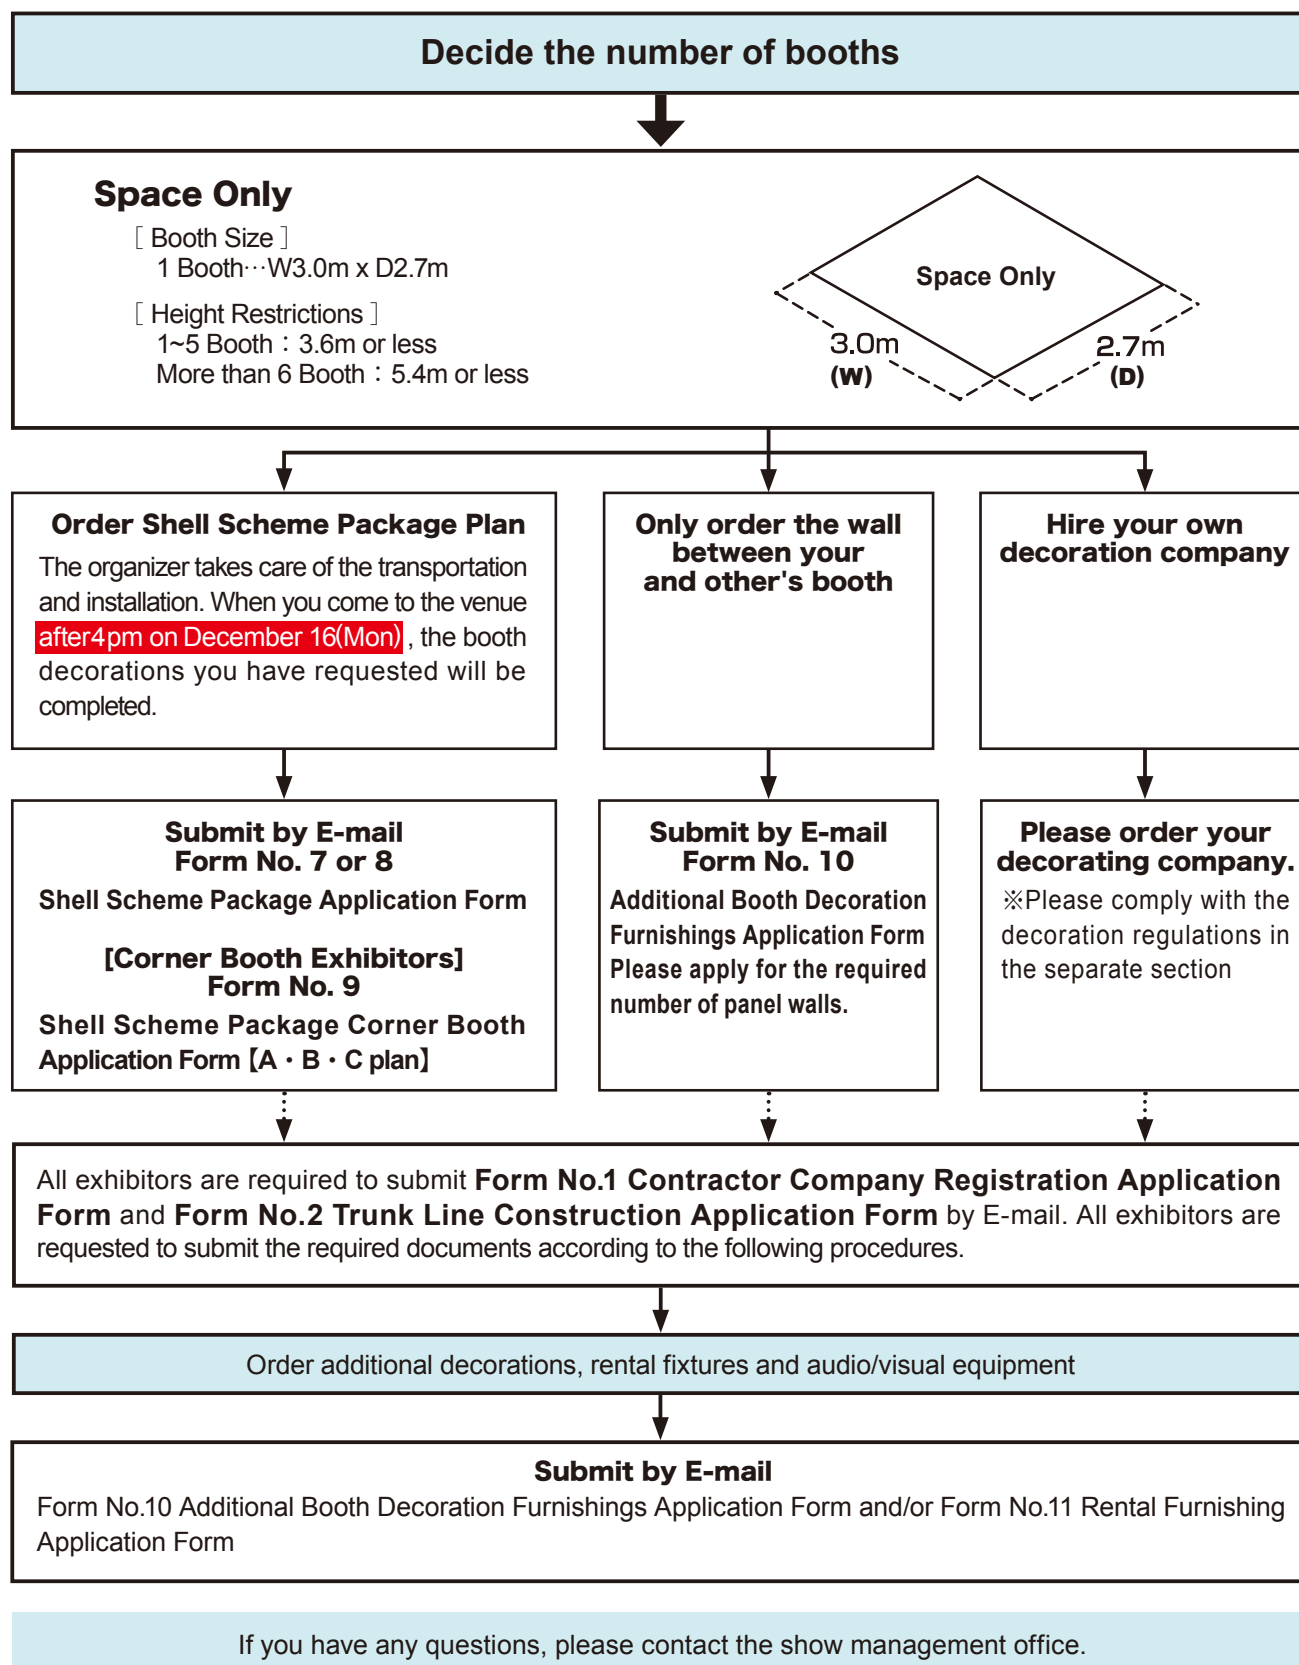 Decide the number of booths
Space Only
[ Booth Size ]
1 Booth…W3.0m x D2.7m
[ Height Restrictions ]
1~5 Booth：3.6m or less
More than 6 Booth：5.4m or less
Space Only
3.0m
(W)
2.7m
(D)
Order Shell Scheme Package Plan
The organizer takes care of the transportation
and installation. When you come to the venue
after4pm on December 16(Mon) , the booth
decorations you have requested will be
completed.
Only order the wall
between your
and other's booth
Hire your own
decoration company
Submit by E-mail
Form No. 7 or 8
Shell Scheme Package Application Form
[Corner Booth Exhibitors]
Form No. 9
Shell Scheme Package Corner Booth
Application Form【A・B・C plan】
Submit by E-mail
Form No. 10
Additional Booth Decoration
Furnishings Application Form
Please apply for the required
number of panel walls.
Please order your
decorating company.
※Please comply with the
decoration regulations in
the separate section
All exhibitors are required to submit Form No.1 Contractor Company Registration Application
Form and Form No.2 Trunk Line Construction Application Form by E-mail. All exhibitors are
requested to submit the required documents according to the following procedures.
Order additional decorations, rental fixtures and audio/visual equipment
Submit by E-mail
Form No.10 Additional Booth Decoration Furnishings Application Form and/or Form No.11 Rental Furnishing
Application Form
If you have any questions, please contact the show management office.